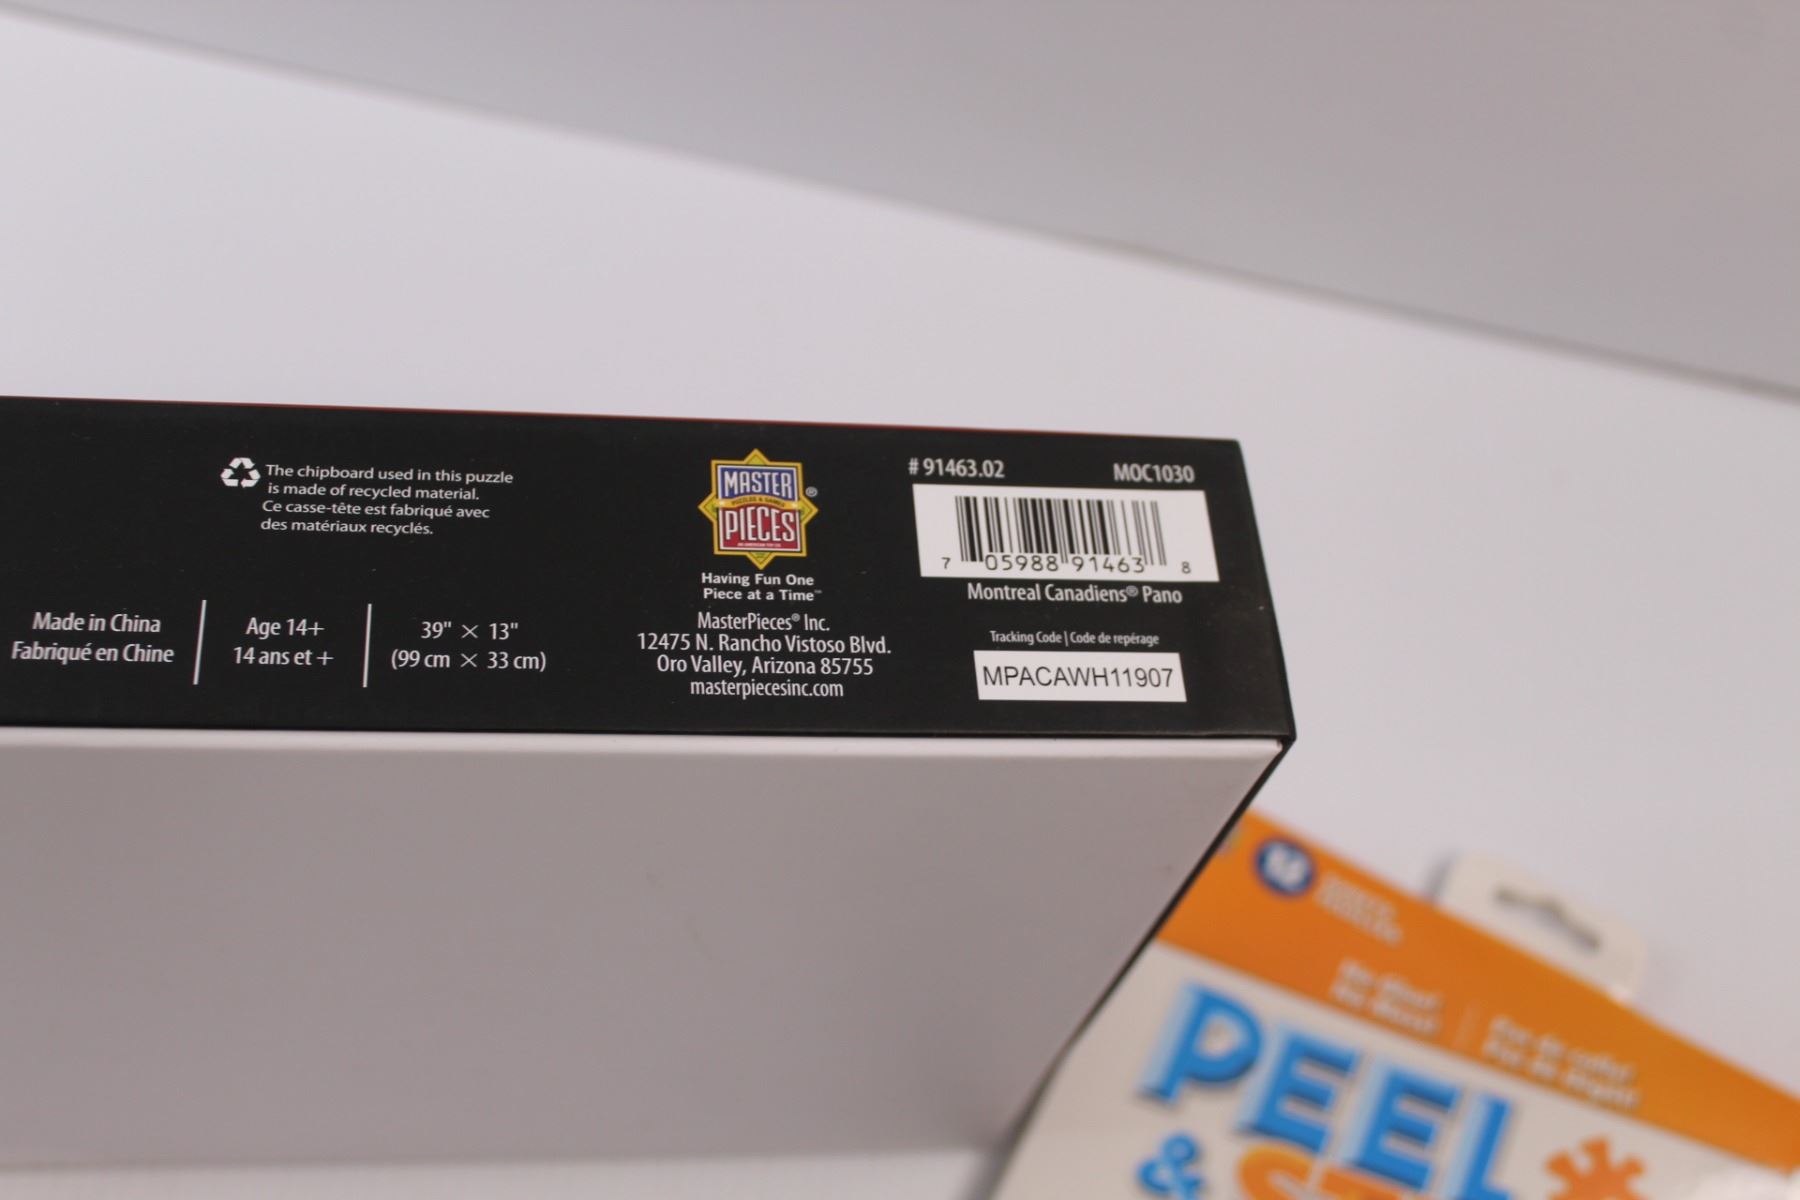 The chipboard used in this puzzle
is made of recycled material.
Ce casse-tête est fabriqué avec
des matériaux recyclés.
Made in China
Fabriqué en Chine
Age 14+
14 ans et +
39" × 13"
(99 cm × 33 cm)
MASTER ®
PUZZLES & GAMES
PIECES
Having Fun One
Piece at a Time™
MasterPieces® Inc.
12475 N. Rancho Vistoso Blvd.
Oro Valley, Arizona 85755
masterpiecesinc.com
# 91463.02 MOC1030
7 05988 91463 8
Montreal Canadiens® Pano
Tracking Code | Code de repérage
MPACAWH11907
PEEL
&